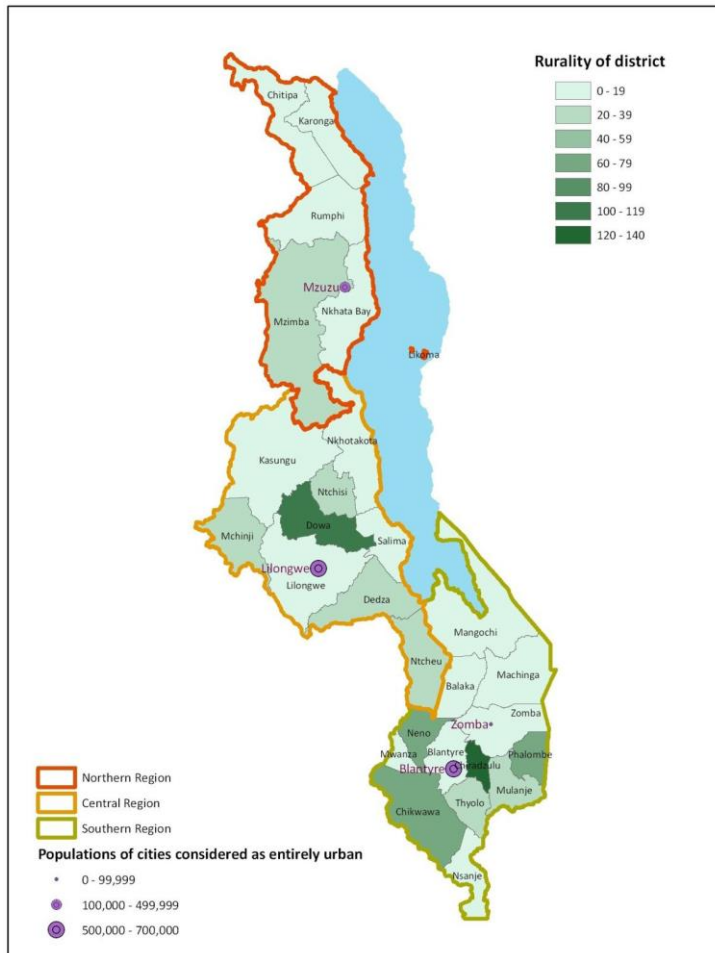 Rurality of district
0 - 19
20 - 39
40 - 59
60 - 79
80 - 99
100 - 119
120 - 140
Chitipa
Karonga
Rumphi
Mzuzu
Mzimba
Nkhata Bay
Likoma
Nkhotakota
Kasungu
Ntchisi
Dowa
Mchinji
Salima
Lilongwe
Lilongwe
Dedza
Mangochi
Ntcheu
Machinga
Balaka
Zomba
Zomba
Neno
Mwanza
Blantyre
Phalombe
Blantyre
Mulanje
Chikwawa
Thyolo
Nsanje
Northern Region
Central Region
Southern Region
Populations of cities considered as entirely urban
0 - 99,999
100,000 - 499,999
500,000 - 700,000